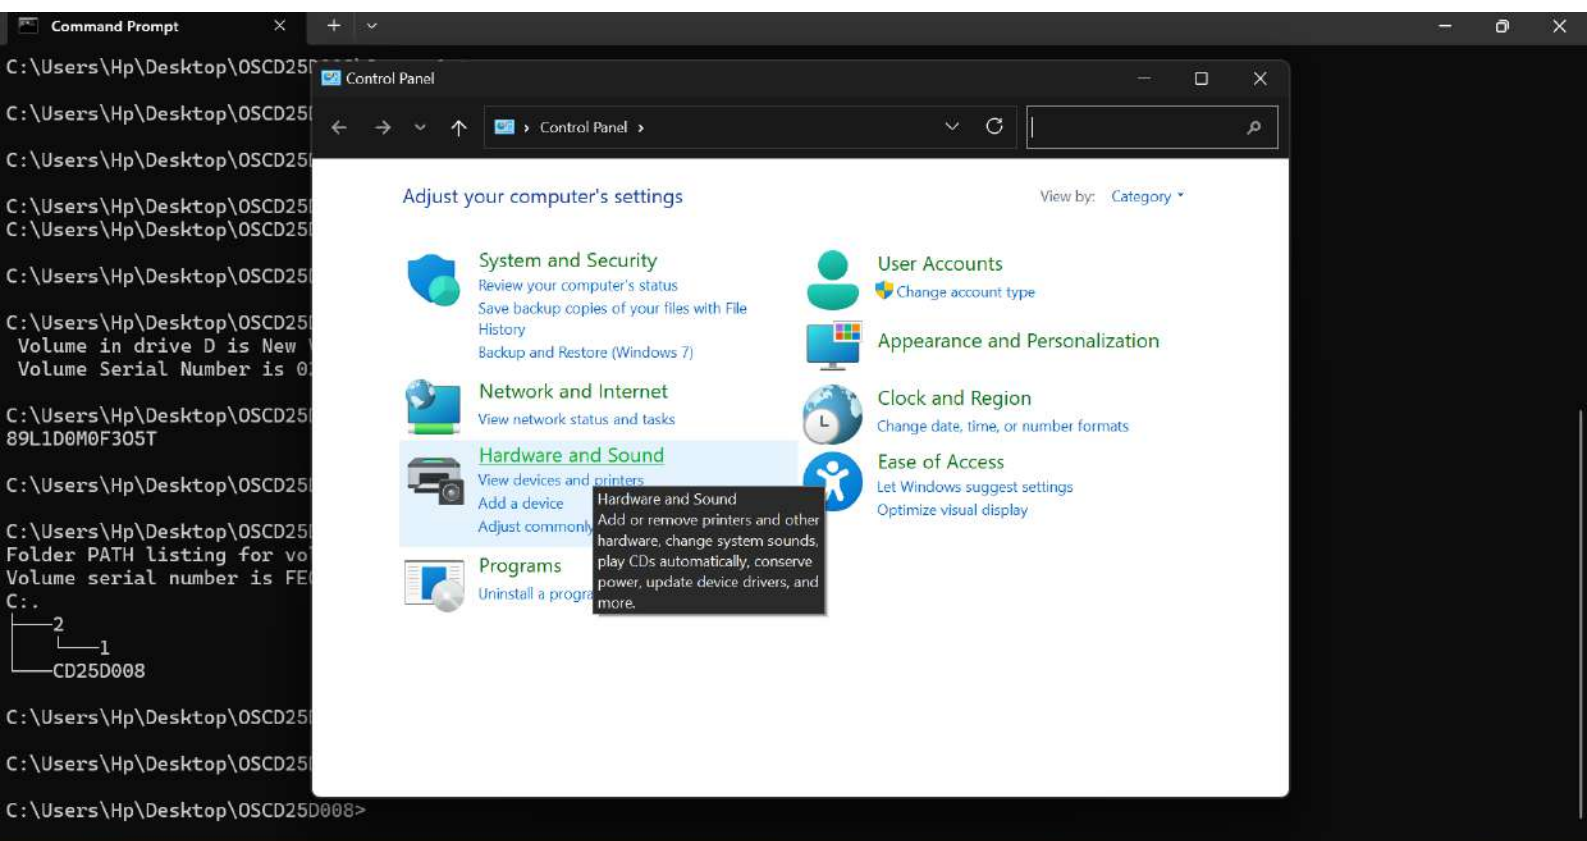 Command Prompt
C:\Users\Hp\Desktop\OSCD25
C:\Users\Hp\Desktop\OSCD25
C:\Users\Hp\Desktop\OSCD25
C:\Users\Hp\Desktop\OSCD25
C:\Users\Hp\Desktop\OSCD25
C:\Users\Hp\Desktop\OSCD25
C:\Users\Hp\Desktop\OSCD25
Volume in drive D is New
Volume Serial Number is 0
C:\Users\Hp\Desktop\OSCD25
89L1D0M0F3O5T
C:\Users\Hp\Desktop\OSCD25
C:\Users\Hp\Desktop\OSCD25
Folder PATH listing for vo
Volume serial number is FE
C:.
├───2
│   └───1
└───CD25D008
C:\Users\Hp\Desktop\OSCD25
C:\Users\Hp\Desktop\OSCD25
C:\Users\Hp\Desktop\OSCD25D008>
Control Panel
Control Panel
Adjust your computer's settings
View by: Category
System and Security
Review your computer's status
Save backup copies of your files with File
History
Backup and Restore (Windows 7)
Network and Internet
View network status and tasks
Hardware and Sound
View devices and printers
Add a device
Adjust commonly
Programs
Uninstall a progra
Hardware and Sound
Add or remove printers and other
hardware, change system sounds,
play CDs automatically, conserve
power, update device drivers, and
more.
User Accounts
Change account type
Appearance and Personalization
Clock and Region
Change date, time, or number formats
Ease of Access
Let Windows suggest settings
Optimize visual display